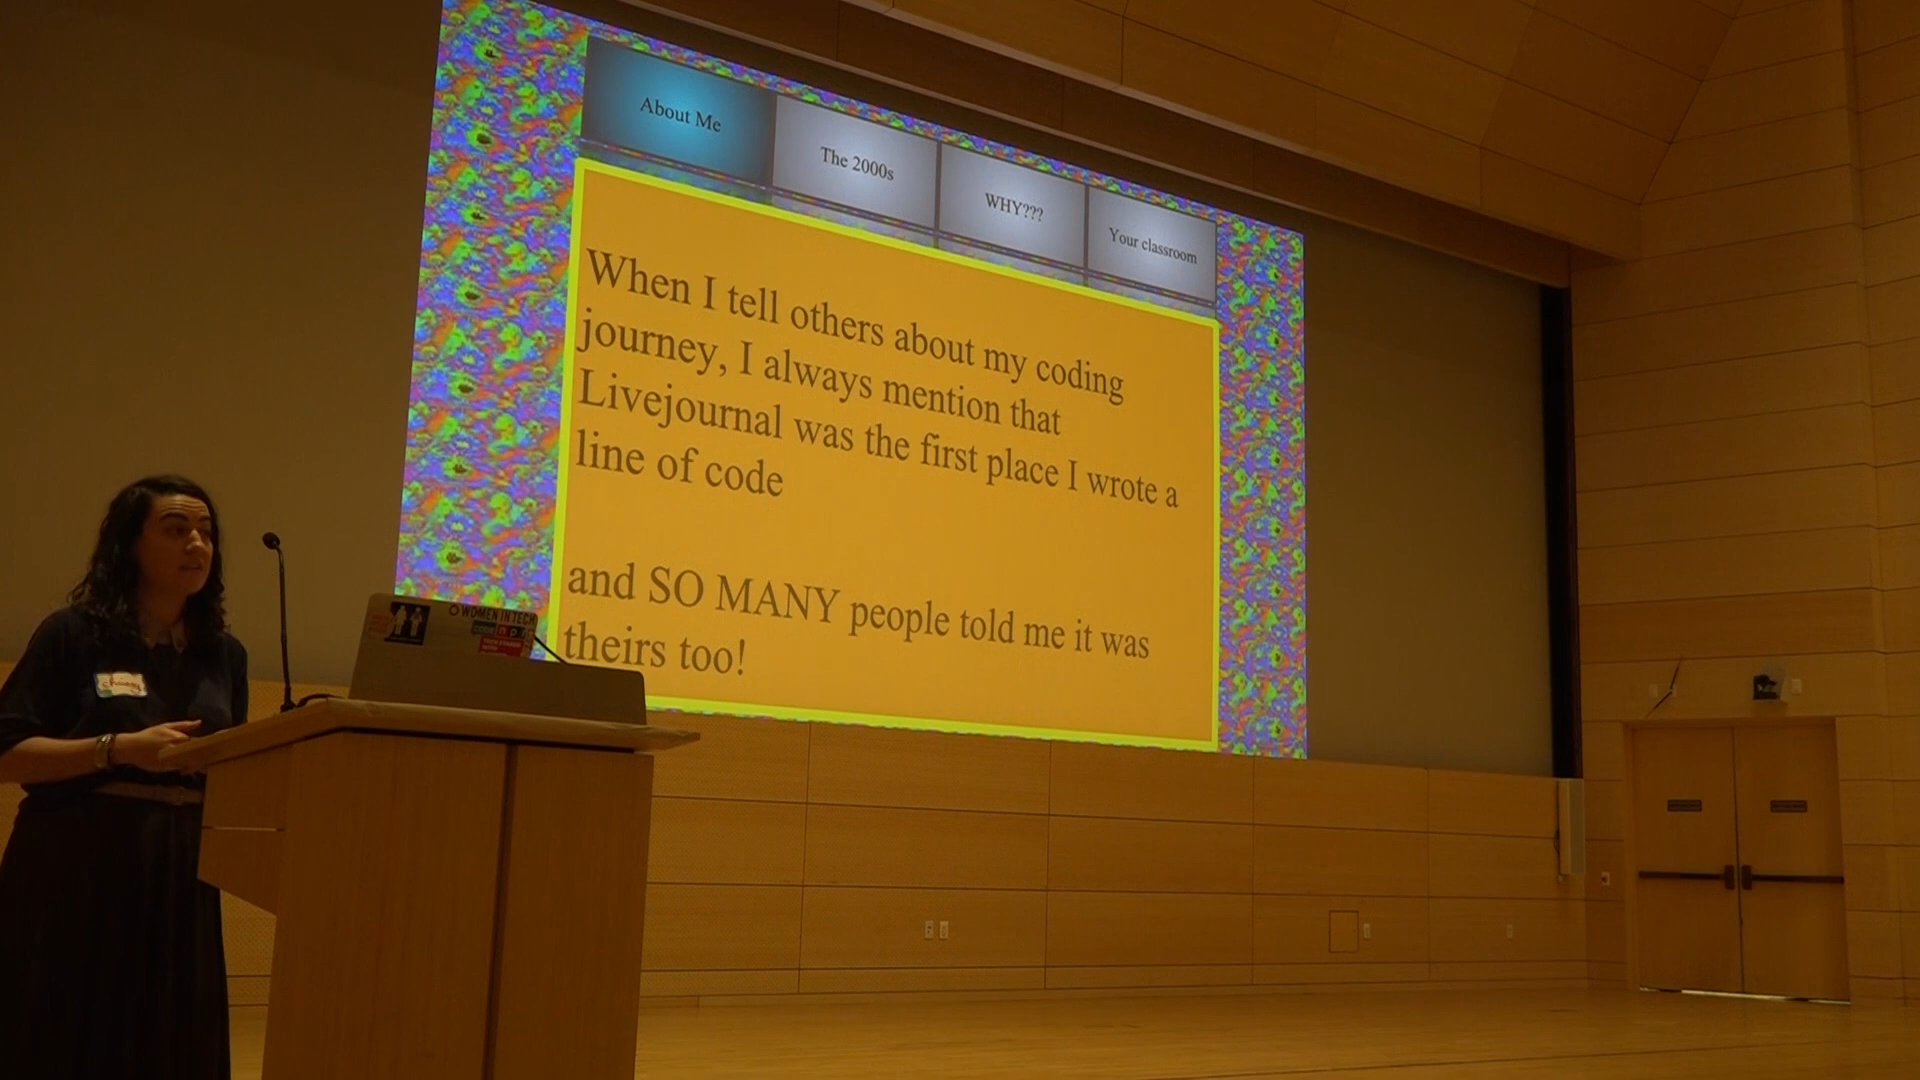 About Me
The 2000s
WHY???
Your classroom
When I tell others about my coding
journey, I always mention that
Livejournal was the first place I wrote a
line of code
and SO MANY people told me it was
theirs too!
WOMEN IN TECH